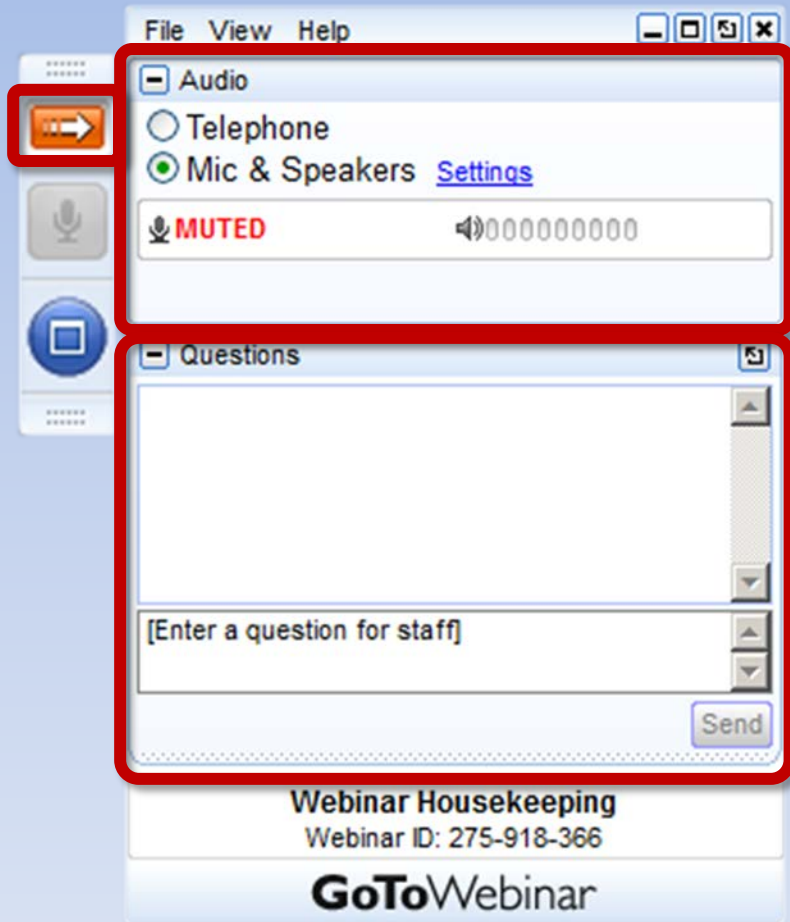 File View Help
Audio
Telephone
Mic & Speakers Settings
MUTED 000000000
Questions
[Enter a question for staff]
Send
Webinar Housekeeping
Webinar ID: 275-918-366
GoToWebinar